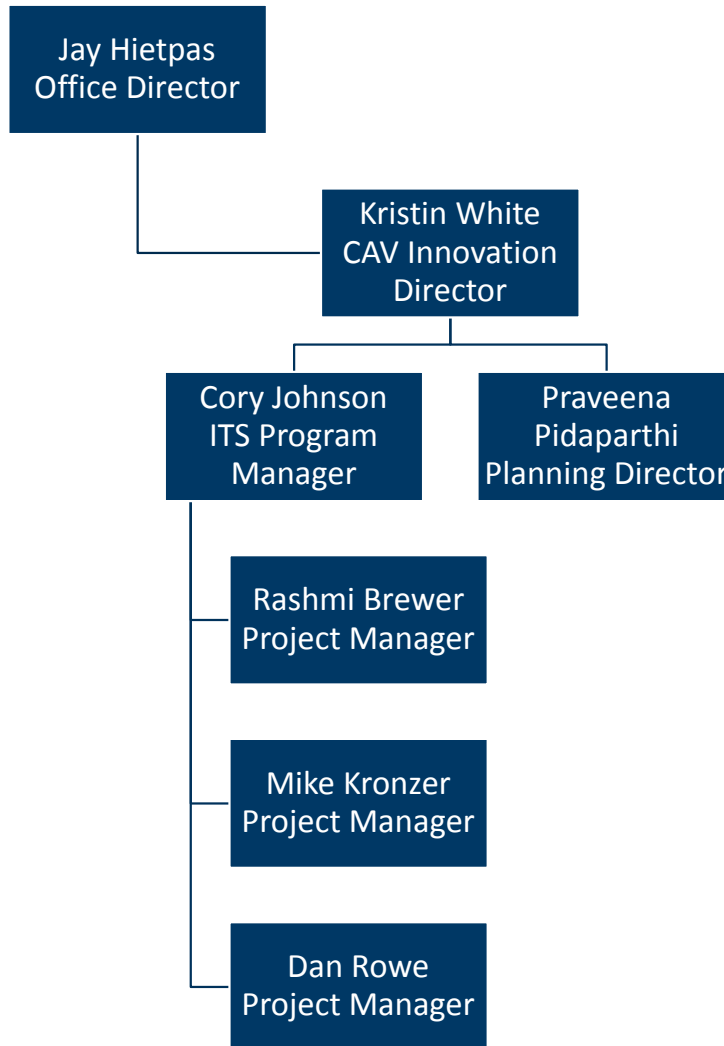 Jay Hietpas
Office Director
Kristin White
CAV Innovation
Director
Cory Johnson
ITS Program
Manager
Praveena
Pidaparthi
Planning Director
Rashmi Brewer
Project Manager
Mike Kronzer
Project Manager
Dan Rowe
Project Manager